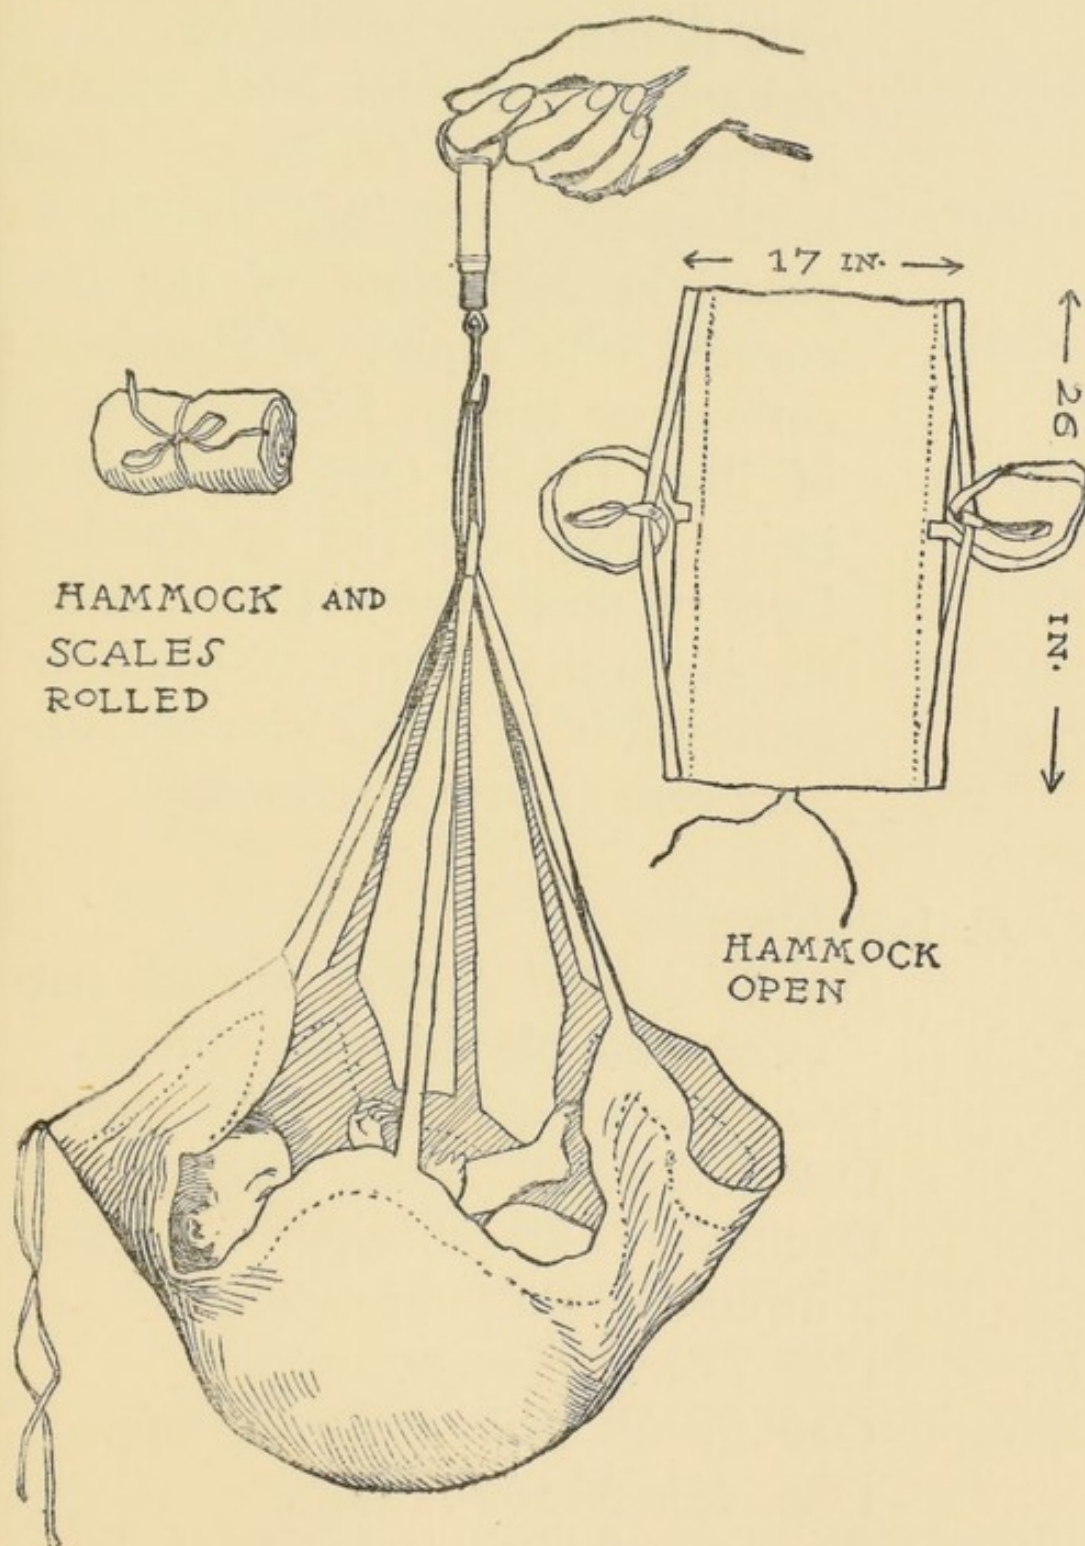 17 IN.
26 IN.
HAMMOCK AND
SCALES
ROLLED
HAMMOCK
OPEN